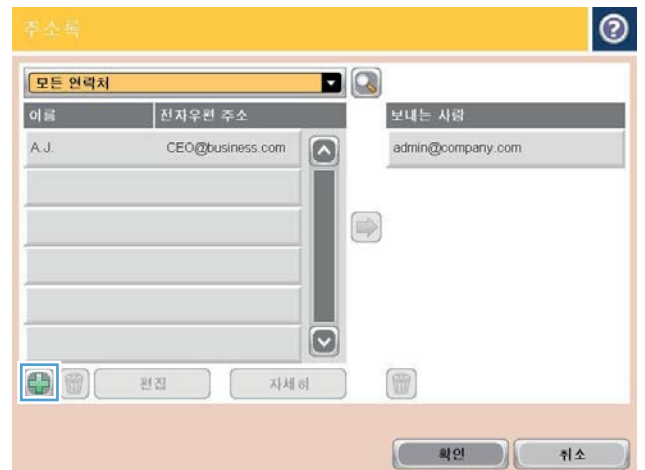 주소록
모든 연락처
이름 전자우편 주소
보내는 사람
A.J. CEO@business.com
admin@company.com
편집 자세히
확인 취소